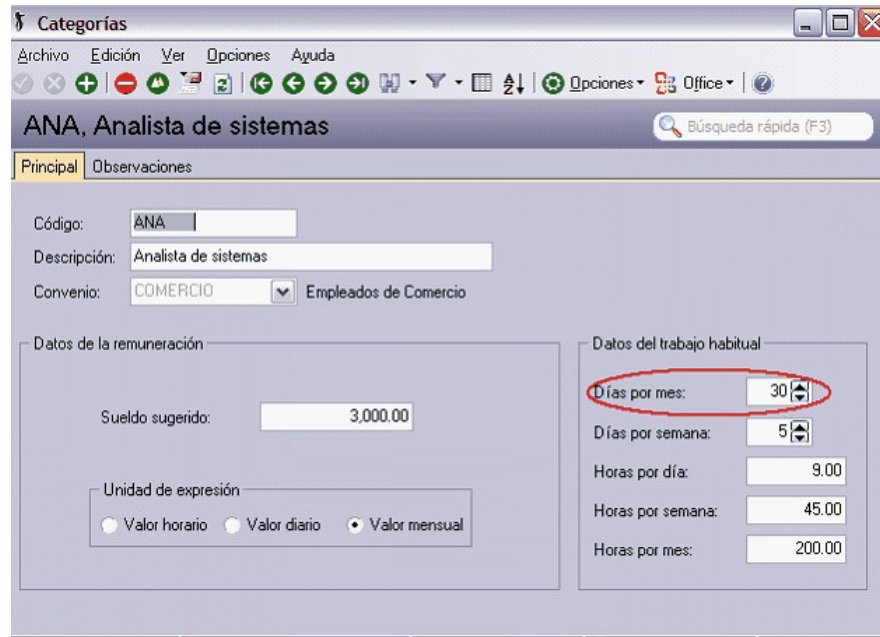 Categorías
Archivo Edición Ver Opciones Ayuda
Opciones Office
ANA, Analista de sistemas
Búsqueda rápida (F3)
Principal Observaciones
Código: ANA
Descripción: Analista de sistemas
Convenio: COMERCIO Empleados de Comercio
Datos de la remuneración
Sueldo sugerido: 3,000.00
Unidad de expresión
Valor horario Valor diario Valor mensual
Datos del trabajo habitual
Días por mes: 30
Días por semana: 5
Horas por día: 9.00
Horas por semana: 45.00
Horas por mes: 200.00